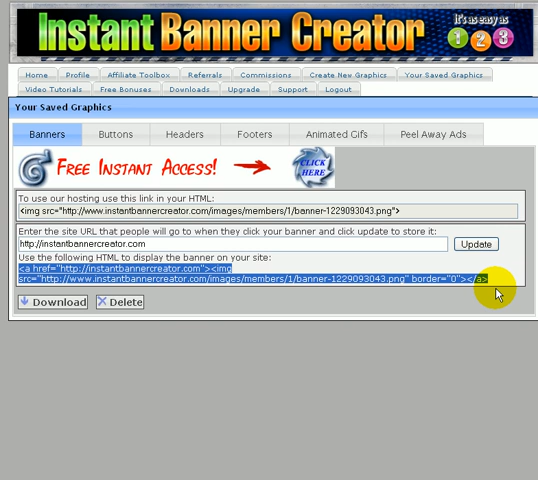 Instant Banner Creator
It's as easy as
1 2 3
Home Profile Affiliate Toolbox Referrals Commissions Create New Graphics Your Saved Graphics
Video Tutorials Free Bonuses Downloads Upgrade Support Logout
Your Saved Graphics
Banners Buttons Headers Footers Animated Gifs Peel Away Ads
FREE INSTANT ACCESS! CLICK
HERE
To use our hosting use this link in your HTML:
<img src="http://www.instantbannercreator.com/images/members/1/banner-1229093043.png">
Enter the site URL that people will go to when they click your banner and click update to store it:
http://instantbannercreator.com Update
Use the following HTML to display the banner on your site:
<a href="http://instantbannercreator.com"><img
src="http://www.instantbannercreator.com/images/members/1/banner-1229093043.png" border="0"></a>
Download Delete